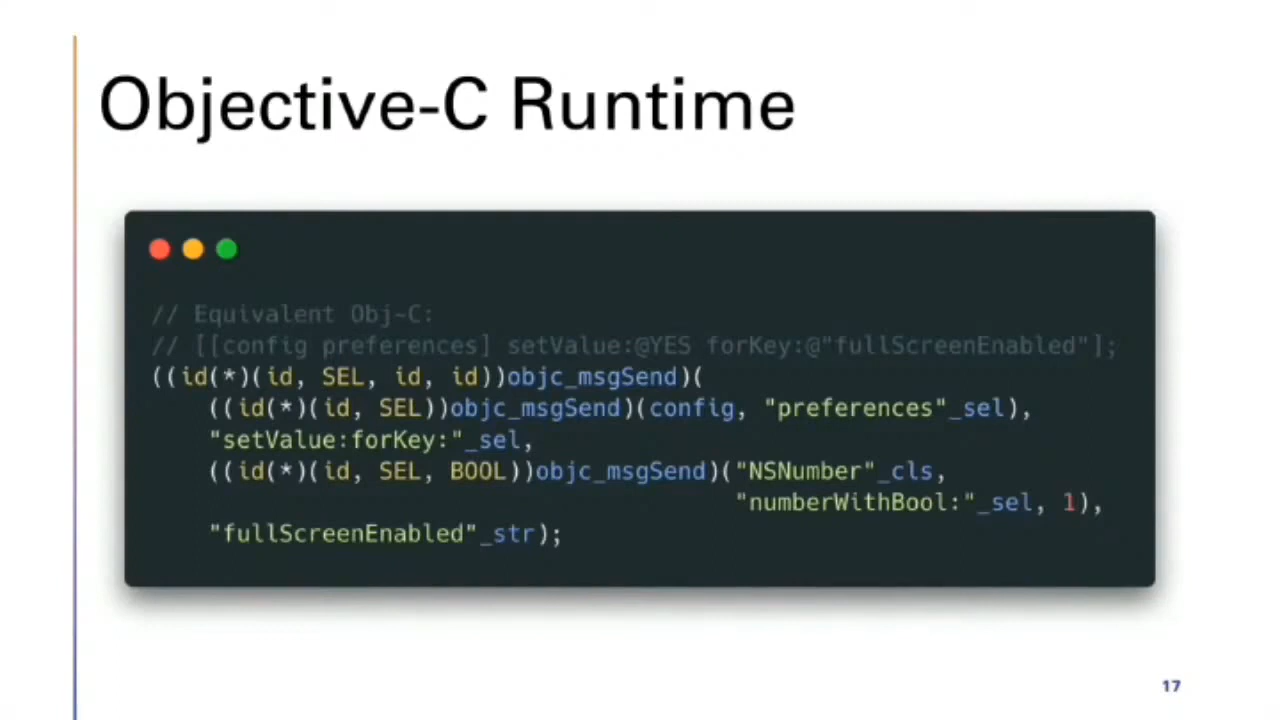 Objective-C Runtime
// Equivalent Obj-C:
// [[config preferences] setValue:@YES forKey:@"fullScreenEnabled"];
((id(*)(id, SEL, id, id))objc_msgSend)(
((id(*)(id, SEL))objc_msgSend)(config, "preferences"_sel),
"setValue:forKey:"_sel,
((id(*)(id, SEL, BOOL))objc_msgSend)("NSNumber"_cls,
"numberWithBool:"_sel, 1),
"fullScreenEnabled"_str);
17